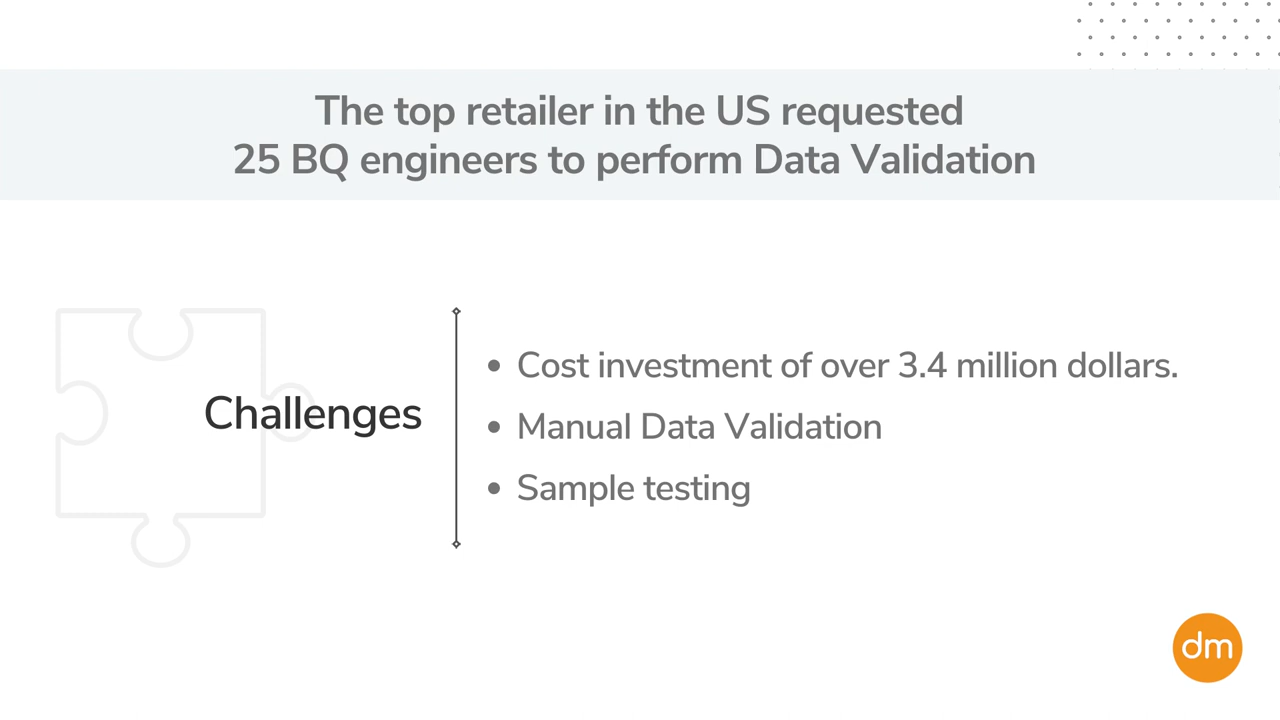 The top retailer in the US requested
25 BQ engineers to perform Data Validation
Challenges
• Cost investment of over 3.4 million dollars.
• Manual Data Validation
• Sample testing
dm